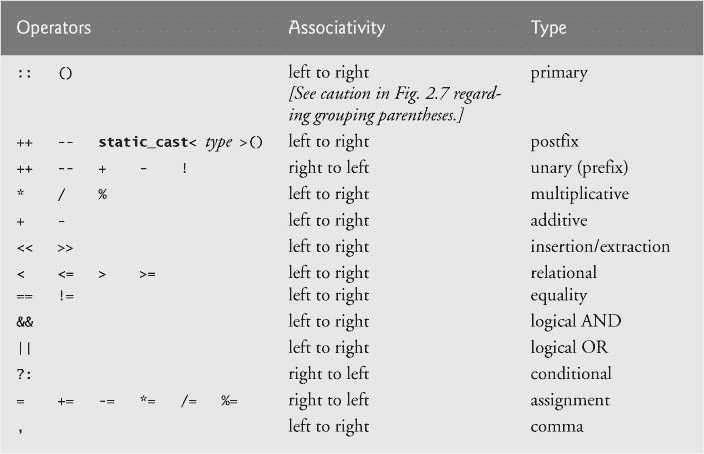 Operators Associativity Type
:: () left to right primary
[See caution in Fig. 2.7 regard-
ing grouping parentheses.]
++ -- static_cast< type >() left to right postfix
++ -- + - ! right to left unary (prefix)
* / % left to right multiplicative
+ - left to right additive
<< >> left to right insertion/extraction
< <= > >= left to right relational
== != left to right equality
&& left to right logical AND
|| left to right logical OR
?: right to left conditional
= += -= *= /= %= right to left assignment
, left to right comma